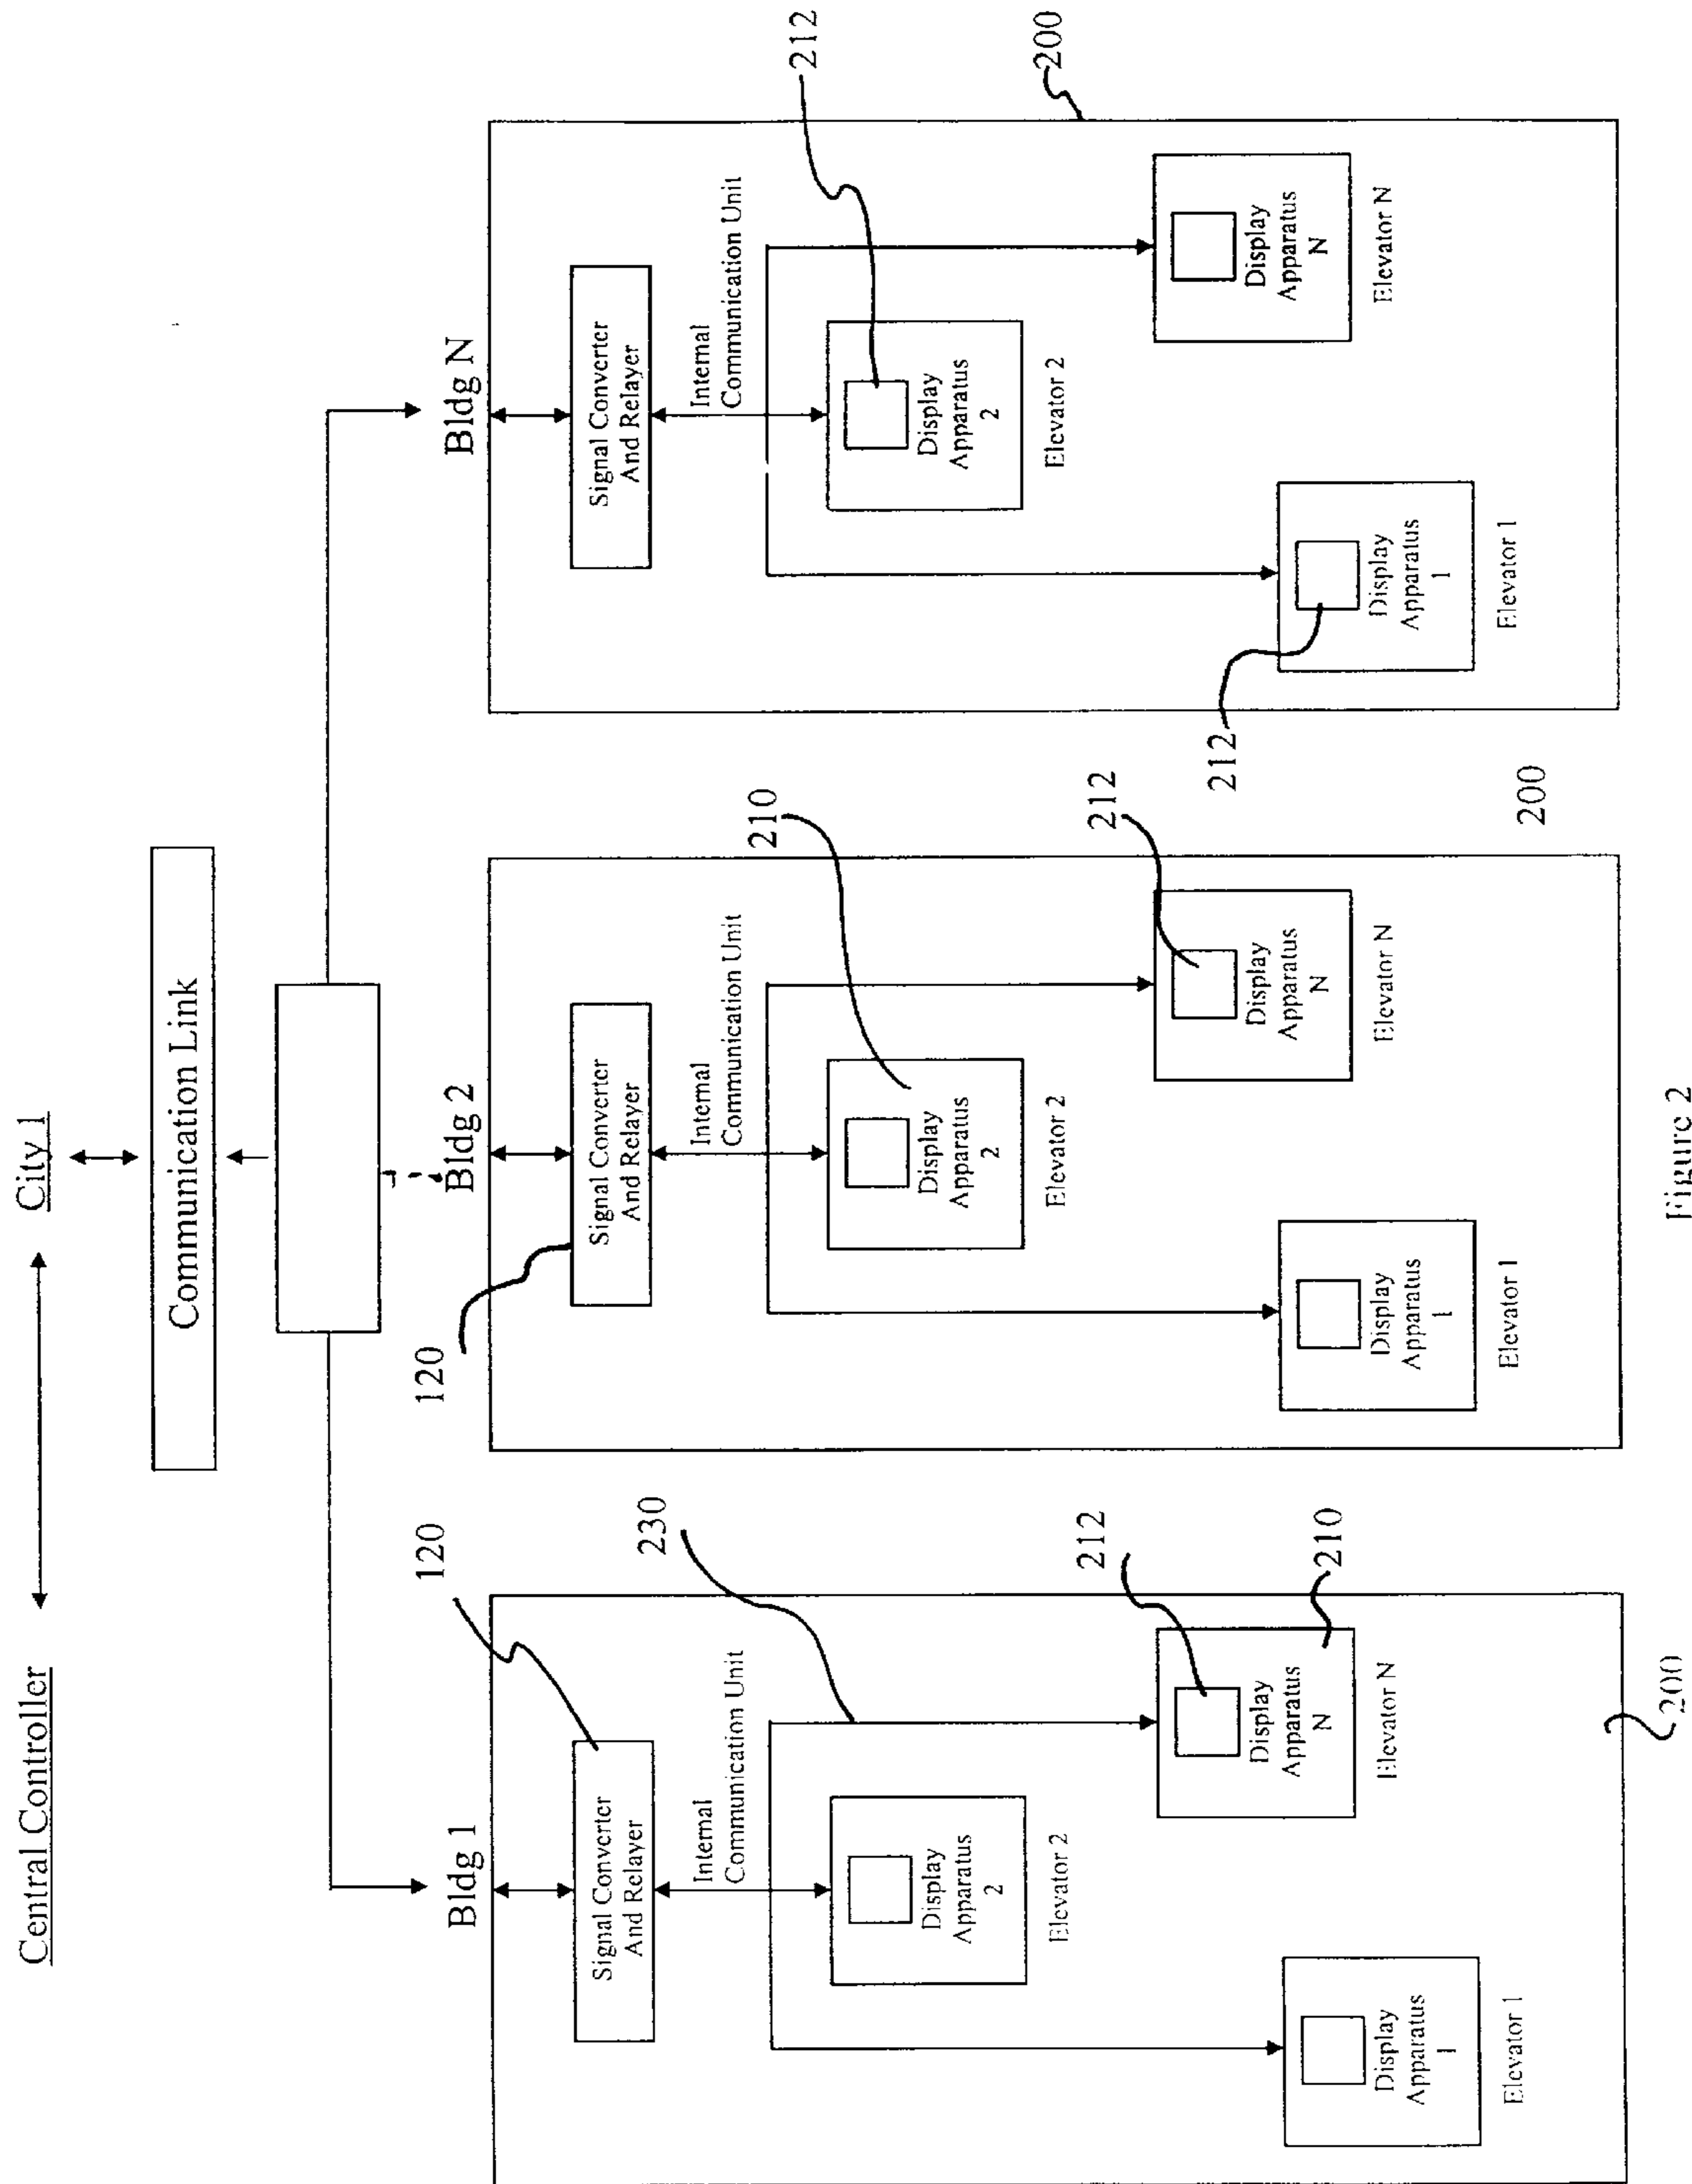 Central Controller
City 1
Communication Link
Bldg 1
Bldg 2
Bldg N
120
Signal Converter
And Relayer
Internal
Communication Unit
230
Display
Apparatus
2
Elevator 2
212
Display
Apparatus
N
210
Elevator N
Display
Apparatus
1
Elevator 1
200
120
Signal Converter
And Relayer
Internal
Communication Unit
210
Display
Apparatus
2
Elevator 2
212
Display
Apparatus
N
Elevator N
Display
Apparatus
1
Elevator 1
200
Signal Converter
And Relayer
Internal
Communication Unit
212
Display
Apparatus
2
Elevator 2
Display
Apparatus
N
Elevator N
212
Display
Apparatus
1
Elevator 1
200
Figure 2